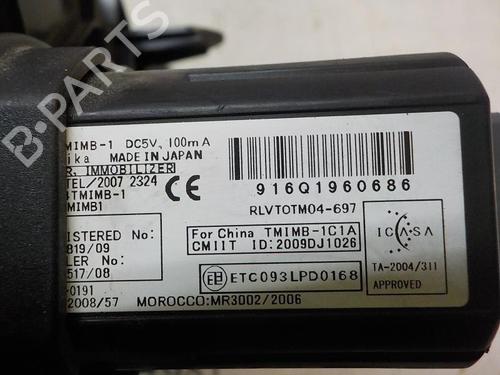 B-PARTS
MIMB-1 DC5V, 100mA
ika MADE IN JAPAN
R, IMMOBILIZER
TEL/2007 2324
TMIMB-1
MIMB1
CE
ISTERED No:
819/09
LER No:
517/08
-0191
2008/57
916Q1960686
RLVTOTM04-697
For China TMIMB-1C1A
CMIIT ID:2009DJ1026
ETC093LPD0168
MOROCCO:MR3002/2006
ICASA
TA-2004/311
APPROVED